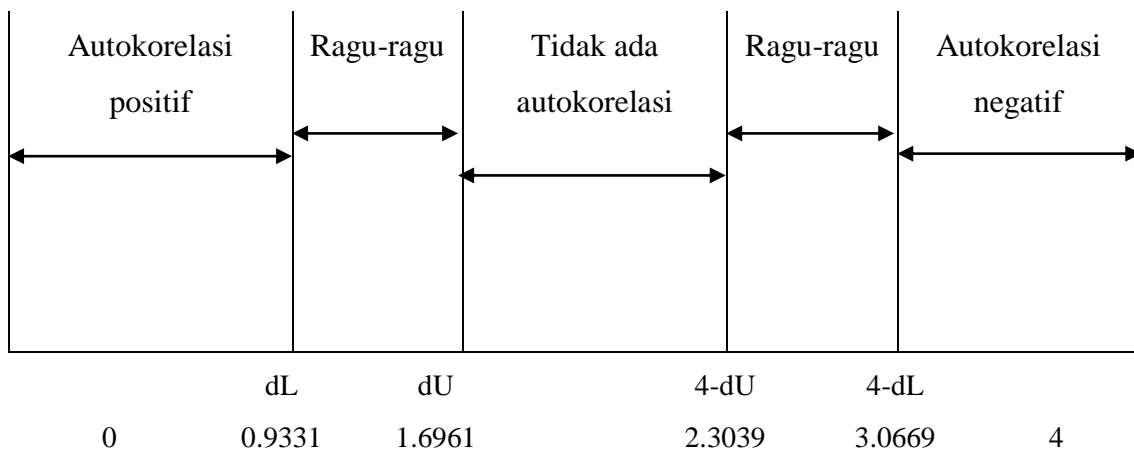 Autokorelasi positif
Ragu-ragu
Tidak ada autokorelasi
Ragu-ragu
Autokorelasi negatif
dL dU 4-dU 4-dL
0 0.9331 1.6961 2.3039 3.0669 4